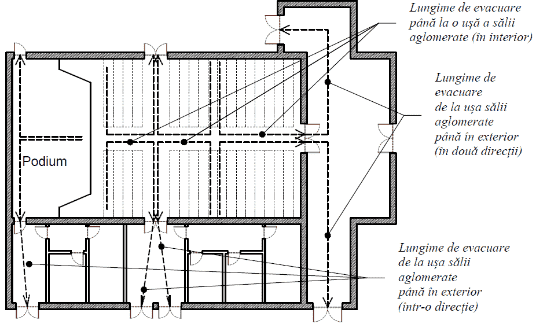 Lungime de evacuare
până la o ușă a sălii
aglomerate (în interior)
Lungime de
evacuare
de la ușa sălii
aglomerate
până în exterior
(în două direcții)
Podium
Lungime de evacuare
de la ușa sălii
aglomerate
până în exterior
(într-o direcție)